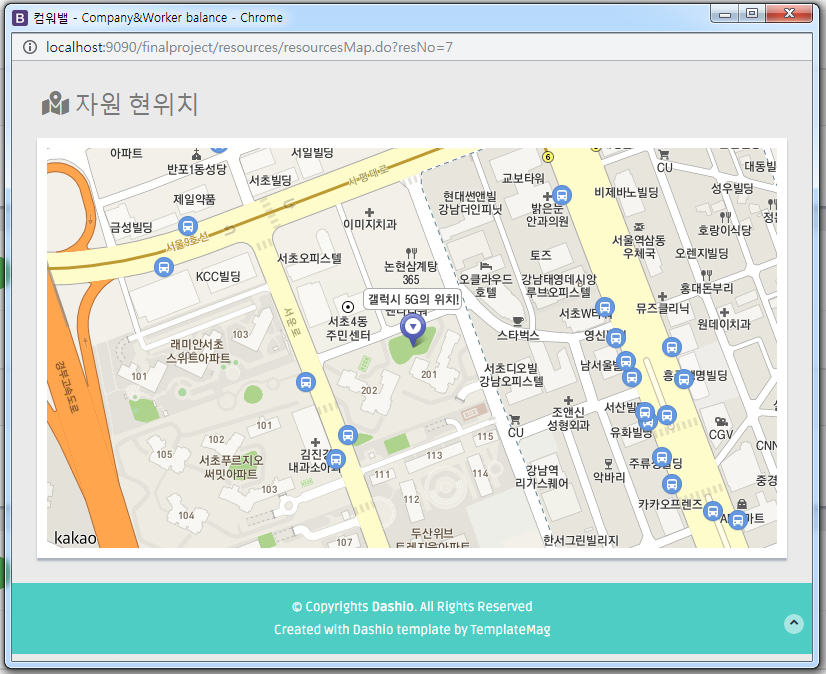 B 컴워밸 - Company&Worker balance - Chrome
localhost:9090/finalproject/resources/resourcesMap.do?resNo=7
자원 현위치
아파트
서일빌딩
반포1동성당
서초빌딩
사평대로
교보타워
6
CU
대동빌
성우빌딩
비제바노빌딩
제일약품
현대썬앤빌
강남더인피닛
밝은눈
안과의원
금성빌딩
이미지치과
호랑이식당
서울9호선
서울역삼동
우체국
오렌지빌딩
서초오피스텔
토즈
논현삼계탕
365
KCC빌딩
오클라우드
호텔
강남태영데시앙
루브오피스텔
홍대돈부리
갤럭시 5G의 위치!
뮤즈클리닉
서초W타워
서초4동
주민센터
원데이치과
서운로
103
스타벅스
영신
래미안서초
스위트아파트
남서울빌
서초디오빌
강남오피스텔
101
201
202
경부고속도로
서산빌
조앤신
성형외과
유화빌딩
CU
CGV
101
102
115
CNN
105
서초푸르지오
써밋아파트
김진
내과소아
113
주류성빌딩
111
114
강남역
리가스퀘어
악바리
중경
103
112
카카오프렌즈
104
107
두산위브
트레지움아파트
한서그린빌리지
kakao
© Copyrights Dashio. All Rights Reserved
Created with Dashio template by TemplateMag